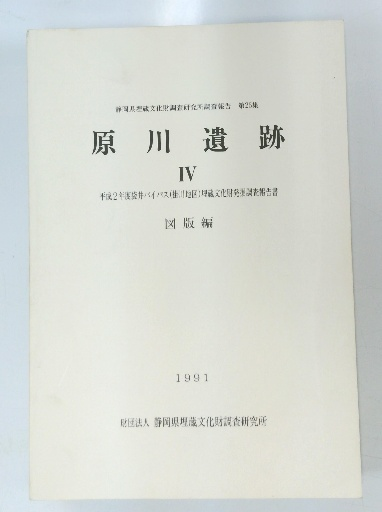 静岡県埋蔵文化財調査研究所調査報告 第25集
原川遺跡
IV
平成2年度袋井バイパス(掛川地区)埋蔵文化財発掘調査報告書
図版編
1991
財団法人 静岡県埋蔵文化財調査研究所